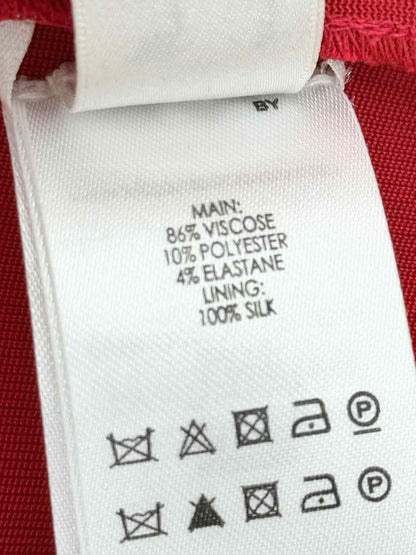 BY
MAIN:
86% VISCOSE
10% POLYESTER
4% ELASTANE
LINING:
100% SILK
P
P